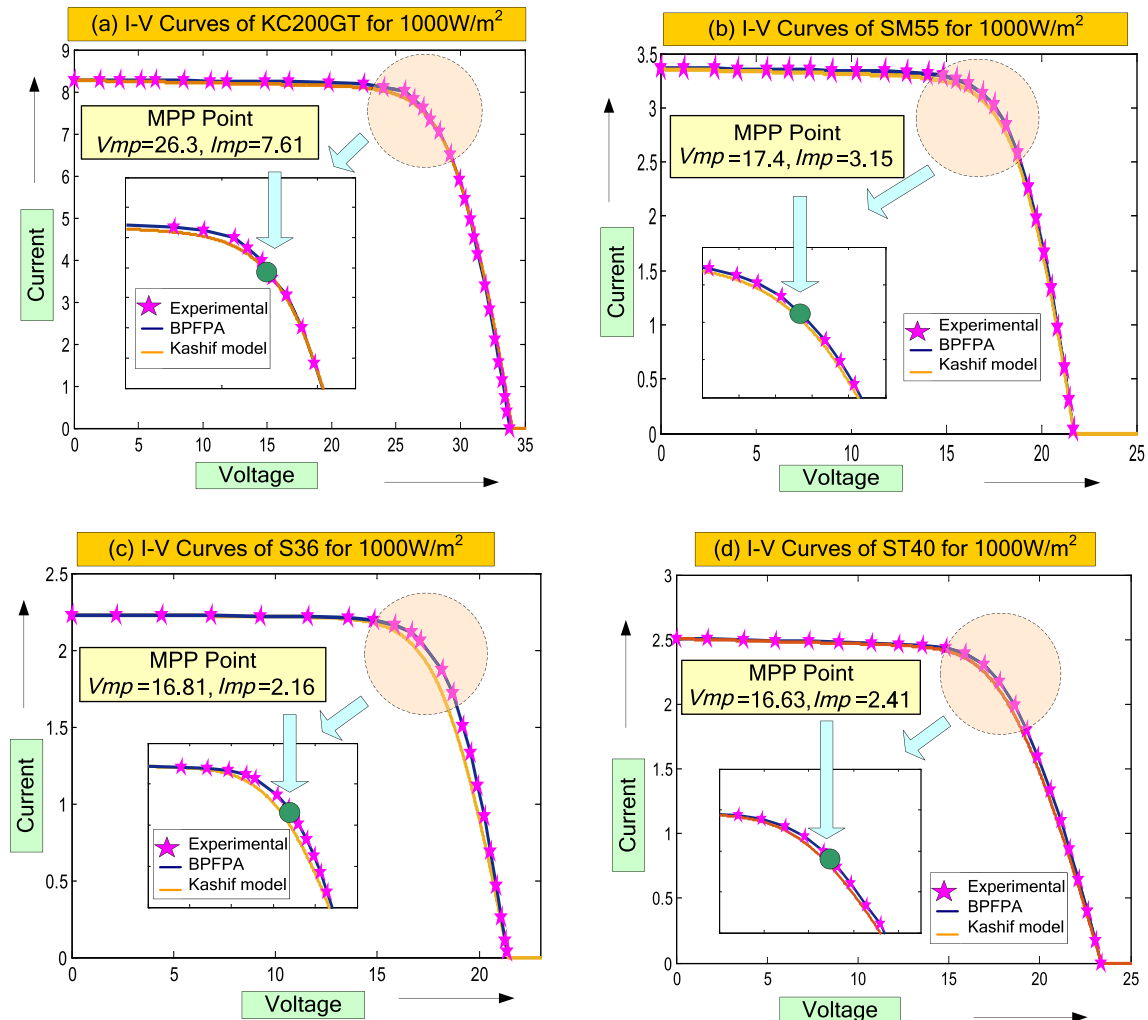 (a) I-V Curves of KC200GT for 1000W/m²
9
8
7
6
5
4
3
2
1
0
0 5 10 15 20 25 30 35
MPP Point
Vmp=26.3, Imp=7.61
Experimental
BPFPA
Kashif model
Current
Voltage
(b) I-V Curves of SM55 for 1000W/m²
3.5
3
2.5
2
1.5
1
0.5
0
0 5 10 15 20 25
MPP Point
Vmp=17.4, Imp=3.15
Experimental
BPFPA
Kashif model
Current
Voltage
(c) I-V Curves of S36 for 1000W/m²
2.5
2
1.5
1
0.5
0
0 5 10 15 20
MPP Point
Vmp=16.81, Imp=2.16
Experimental
BPFPA
Kashif model
Current
Voltage
(d) I-V Curves of ST40 for 1000W/m²
3
2.5
2
1.5
1
0.5
0
0 5 10 15 20 25
MPP Point
Vmp=16.63, Imp=2.41
Experimental
BPFPA
Kashif model
Current
Voltage